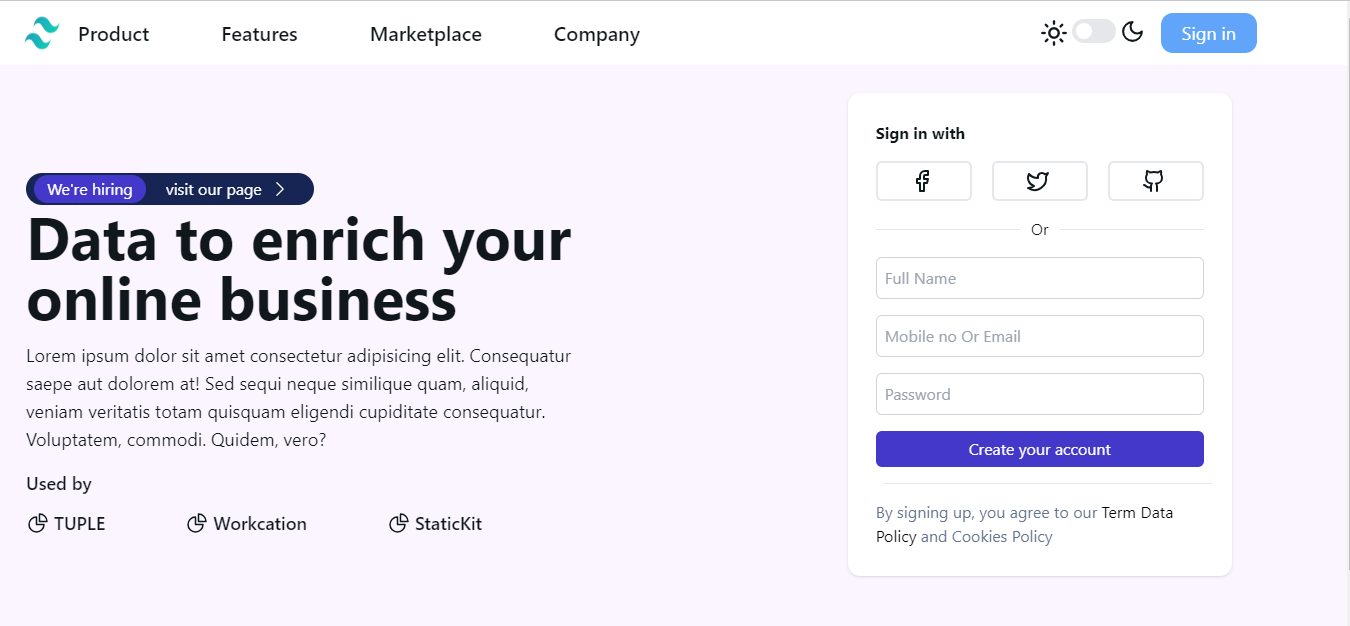 Product
Features
Marketplace
Company
Sign in
We're hiring
visit our page
Data to enrich your
online business
Lorem ipsum dolor sit amet consectetur adipisicing elit. Consequatur
saepe aut dolorem at! Sed sequi neque similique quam, aliquid,
veniam veritatis totam quisquam eligendi cupiditate consequatur.
Voluptatem, commodi. Quidem, vero?
Used by
TUPLE
Workcation
StaticKit
Sign in with
Or
Full Name
Mobile no Or Email
Password
Create your account
By signing up, you agree to our Term Data
Policy and Cookies Policy